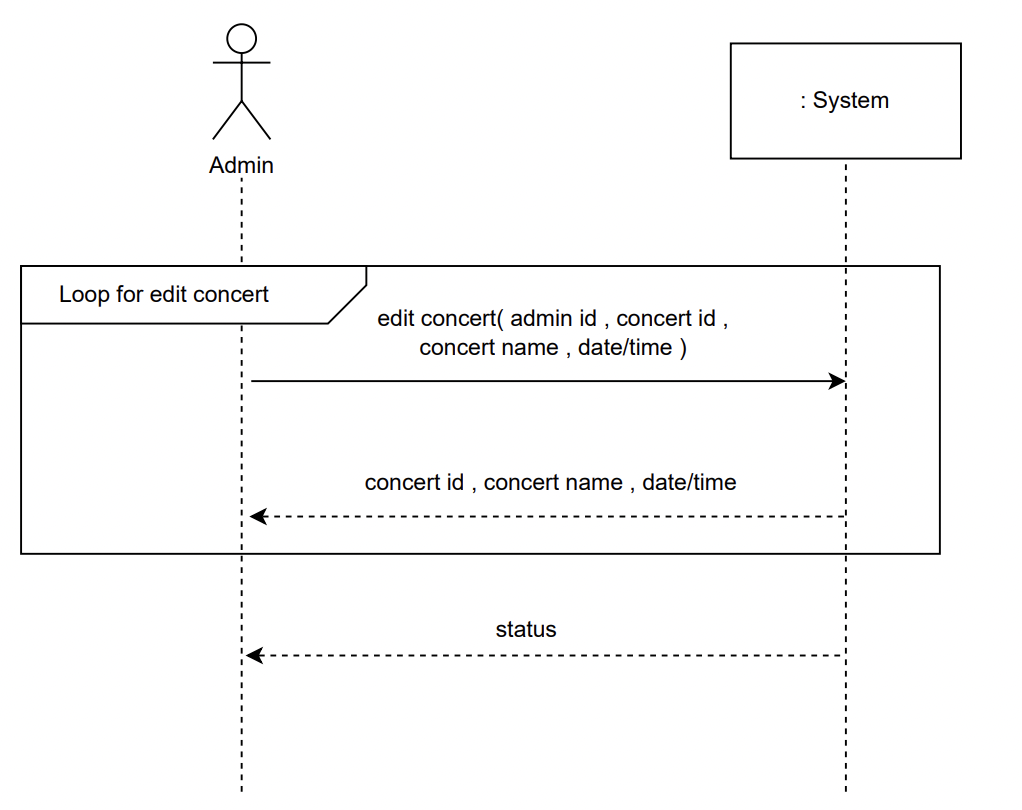 Admin
: System
Loop for edit concert
edit concert( admin id , concert id ,
concert name , date/time )
concert id , concert name , date/time
status